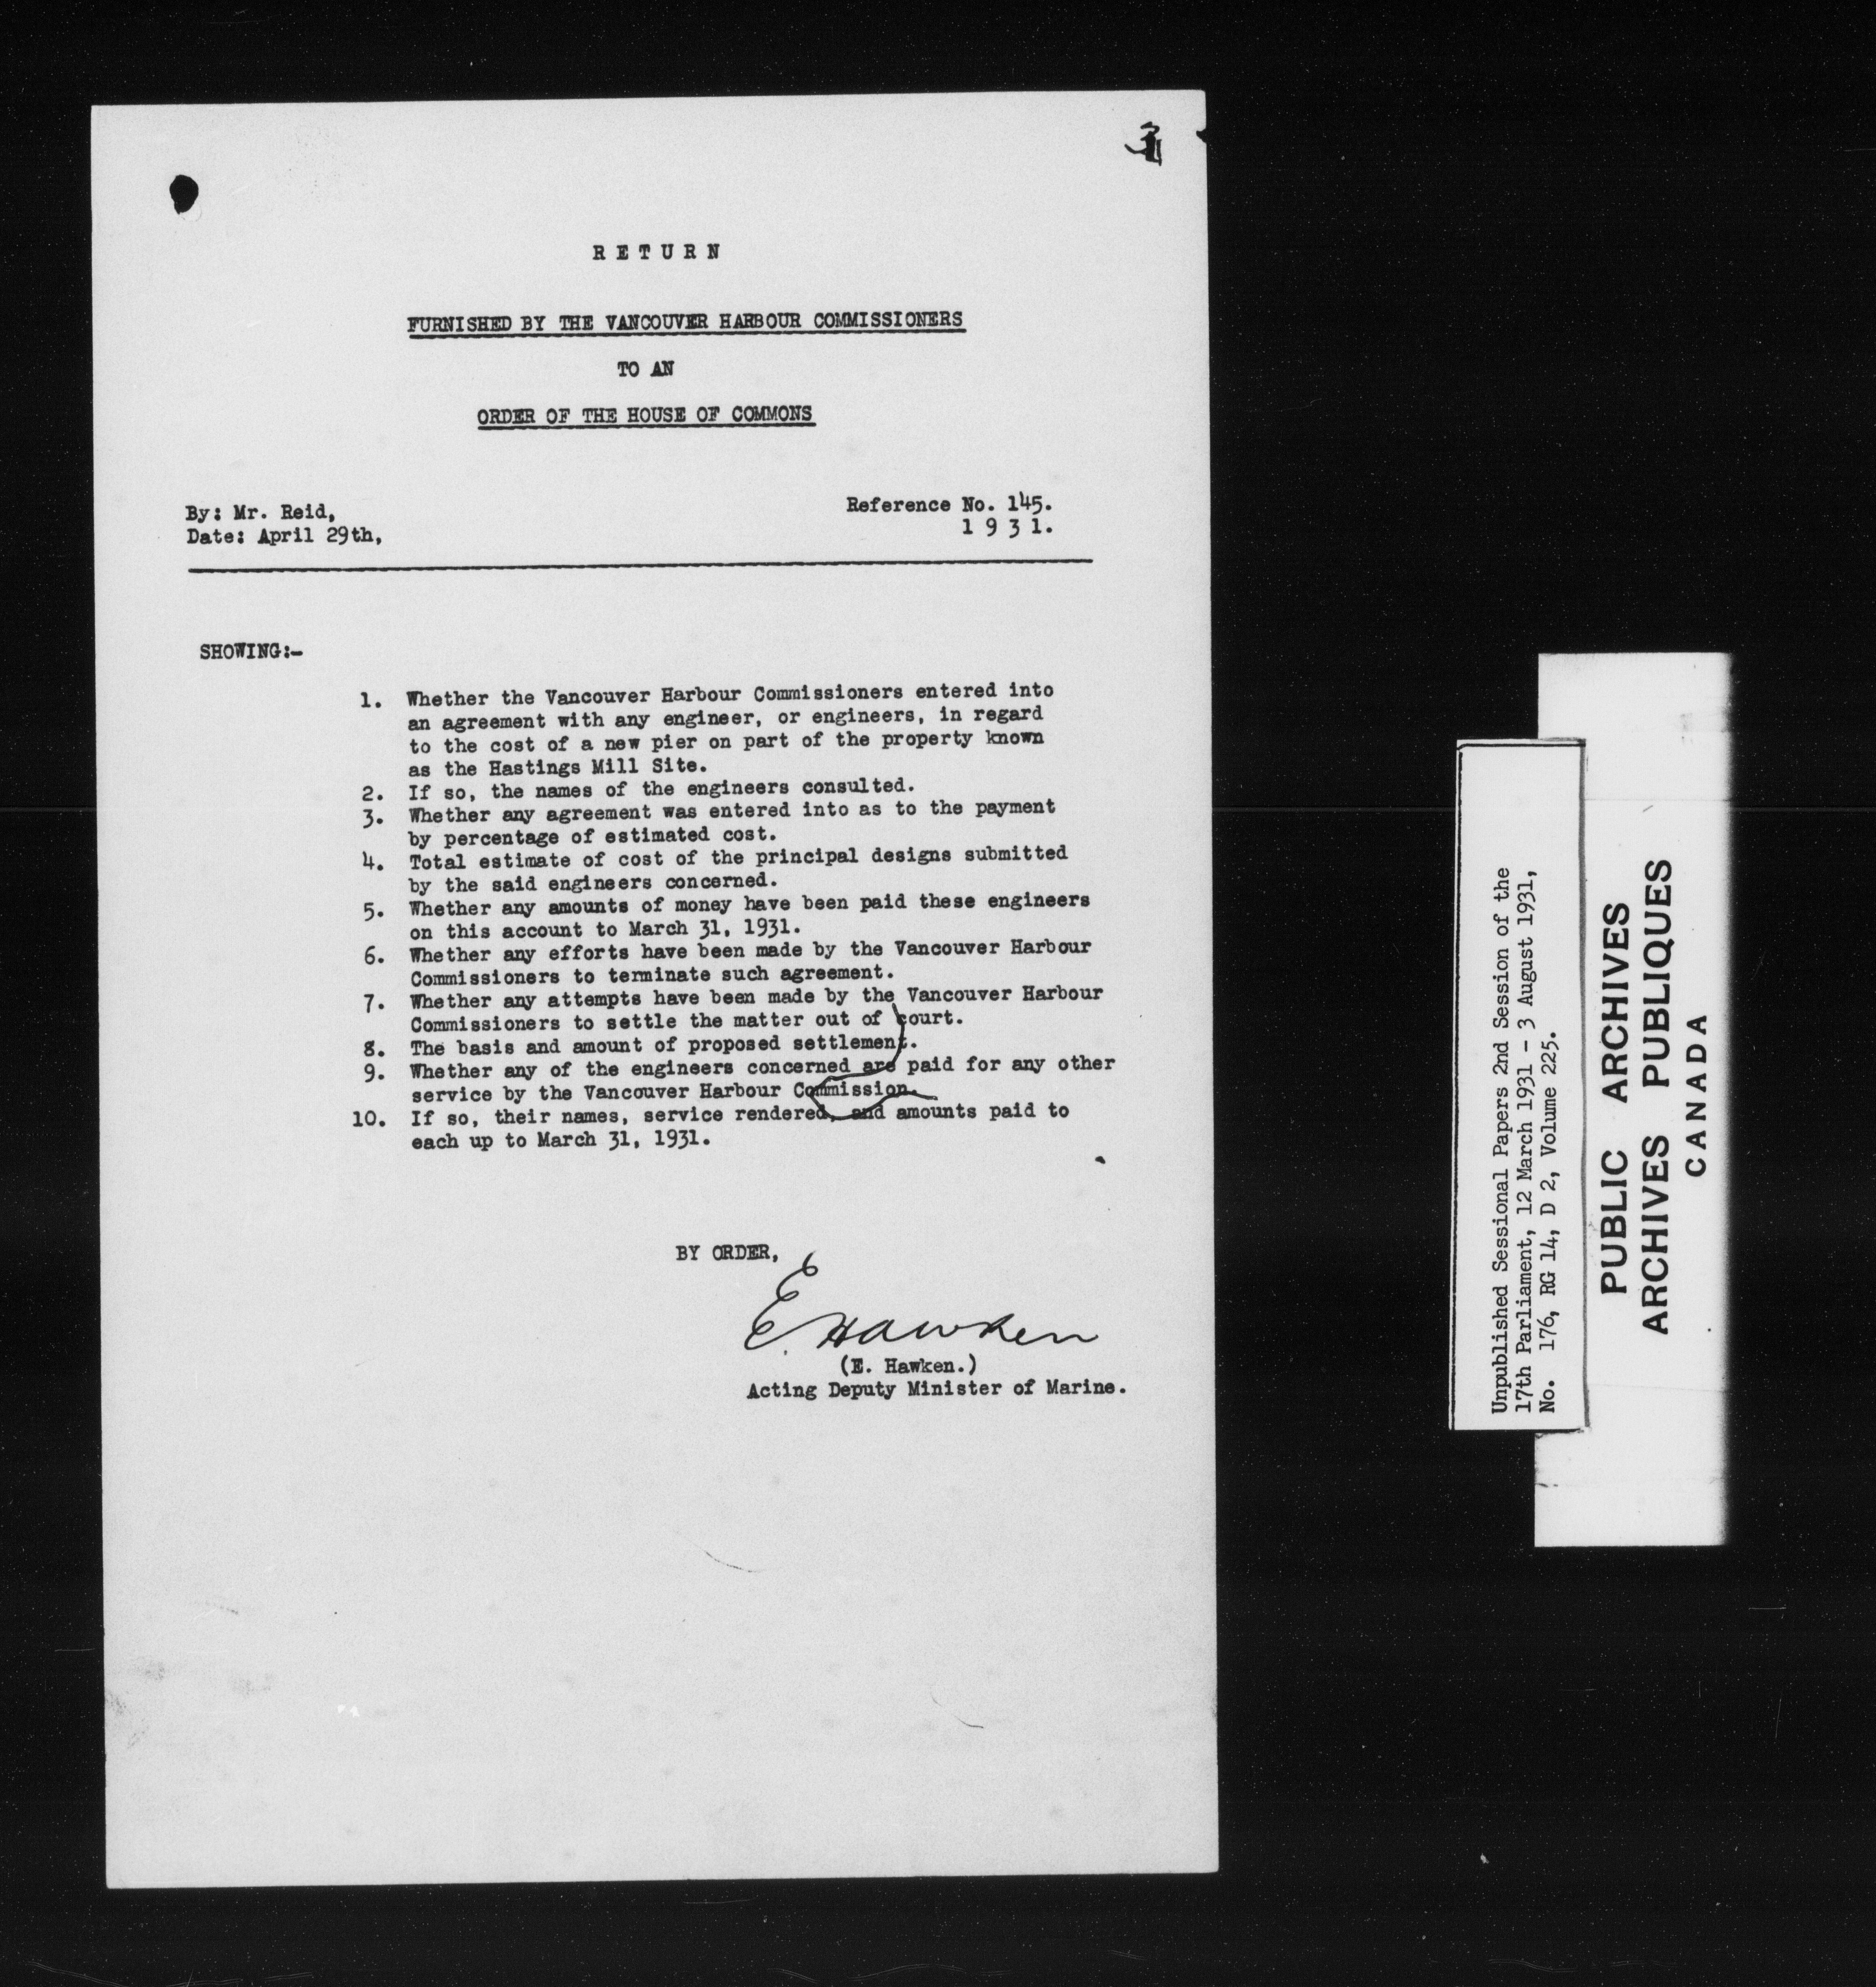 RETURN
FURNISHED BY THE VANCOUVER HARBOUR COMMISSIONERS
TO AN
ORDER OF THE HOUSE OF COMMONS
By: Mr. Reid,
Date: April 29th,
Reference No. 145.
1931.
SHOWING:-
1. Whether the Vancouver Harbour Commissioners entered into
an agreement with any engineer, or engineers, in regard
to the cost of a new pier on part of the property known
as the Hastings Mill Site.
2. If so, the names of the engineers consulted.
3. Whether any agreement was entered into as to the payment
by percentage of estimated cost.
4. Total estimate of cost of the principal designs submitted
by the said engineers concerned.
5. Whether any amounts of money have been paid these engineers
on this account to March 31, 1931.
6. Whether any efforts have been made by the Vancouver Harbour
Commissioners to terminate such agreement.
7. Whether any attempts have been made by the Vancouver Harbour
Commissioners to settle the matter out of court.
8. The basis and amount of proposed settlement.
9. Whether any of the engineers concerned are paid for any other
service by the Vancouver Harbour Commission.
10. If so, their names, service rendered, and amounts paid to
each up to March 31, 1931.
BY ORDER,
E. Hawken
(E. Hawken.)
Acting Deputy Minister of Marine.
Unpublished Sessional Papers 2nd Session of the
17th Parliament, 12 March 1931 - 3 August 1931,
No. 176, RG 14, D 2, Volume 225.
PUBLIC ARCHIVES
ARCHIVES PUBLIQUES
CANADA